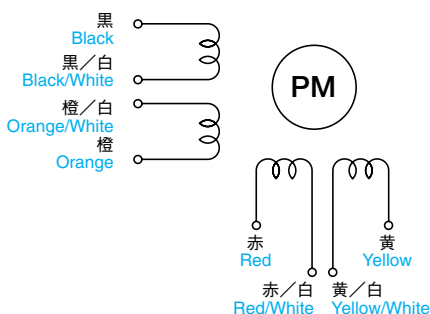 黒
Black
黒／白
Black/White
橙／白
Orange/White
橙
Orange
PM
赤
Red
黄
Yellow
赤／白
Red/White
黄／白
Yellow/White